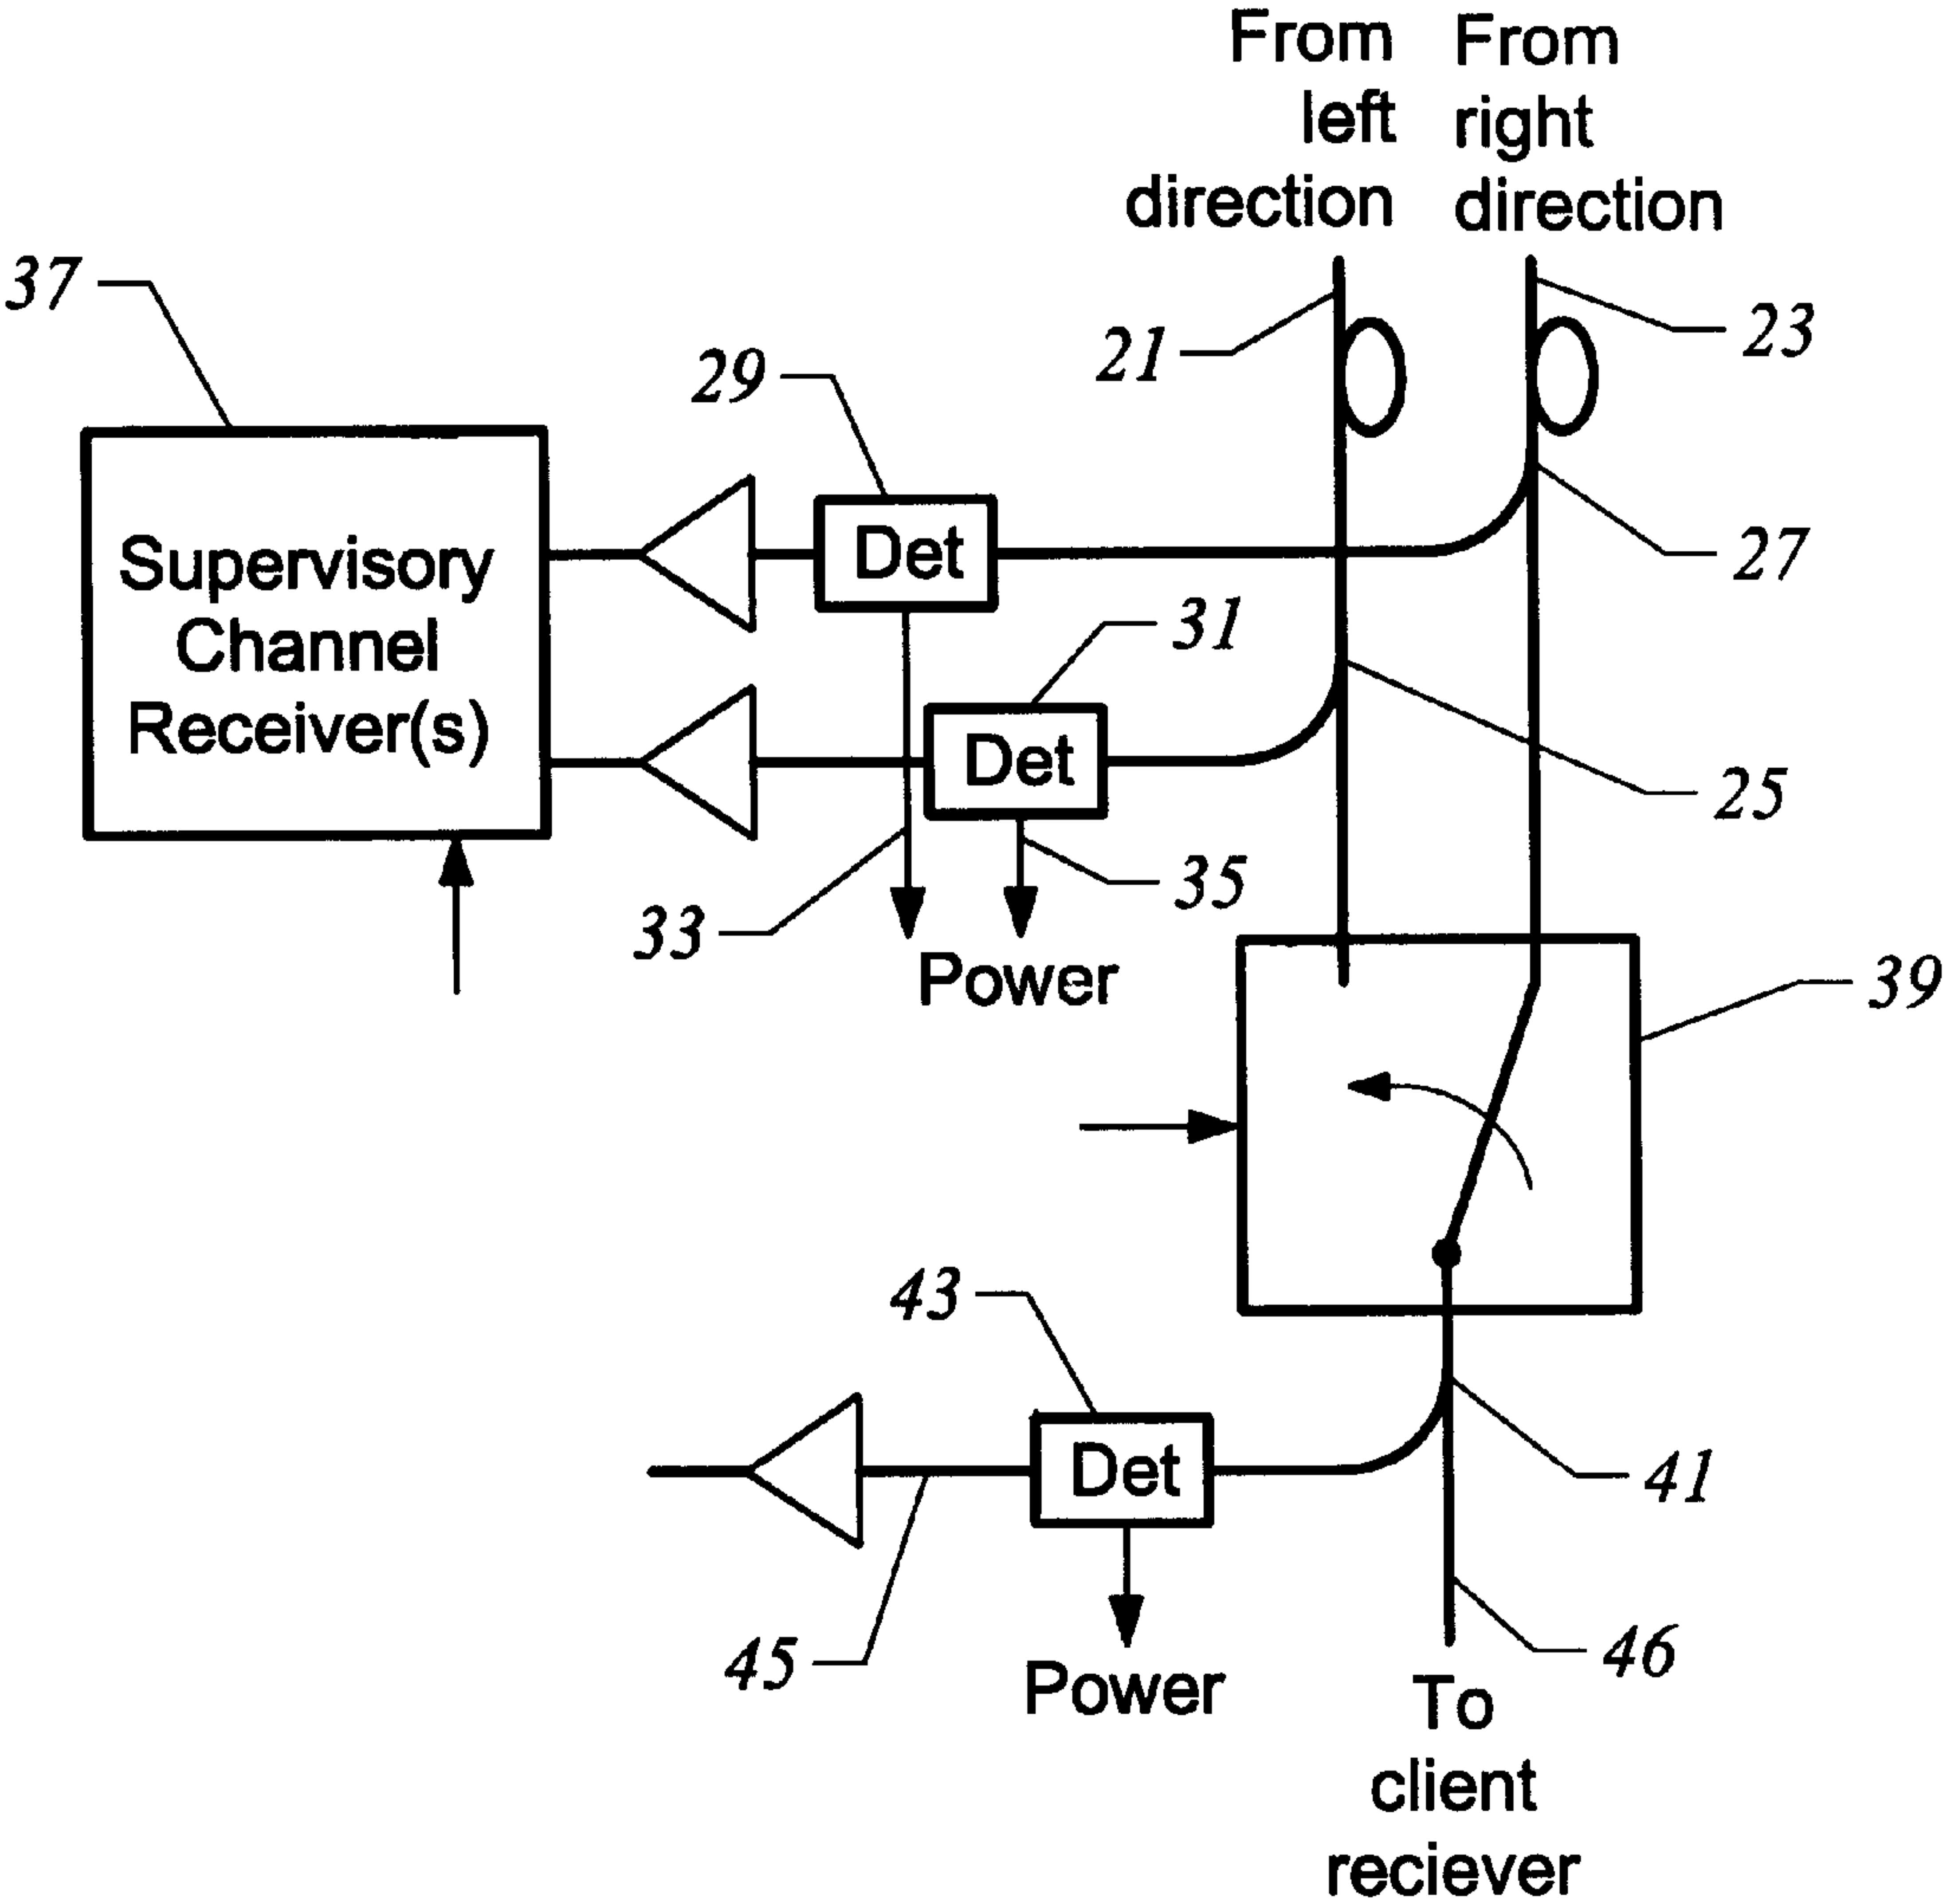 From
left
direction
From
right
direction
37
29
21
23
27
31
25
Supervisory
Channel
Receiver(s)
Det
Det
33
35
Power
39
43
Det
41
45
46
Power
To
client
reciever